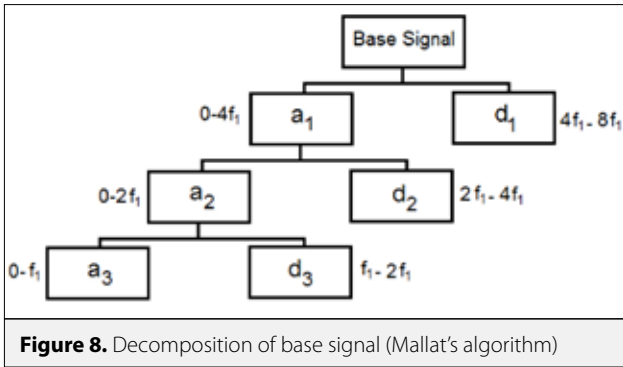 Base Signal
0-4f₁ a₁ d₁ 4f₁- 8f₁
0-2f₁ a₂ d₂ 2f₁- 4f₁
0- f₁ a₃ d₃ f₁- 2f₁
Figure 8. Decomposition of base signal (Mallat’s algorithm)